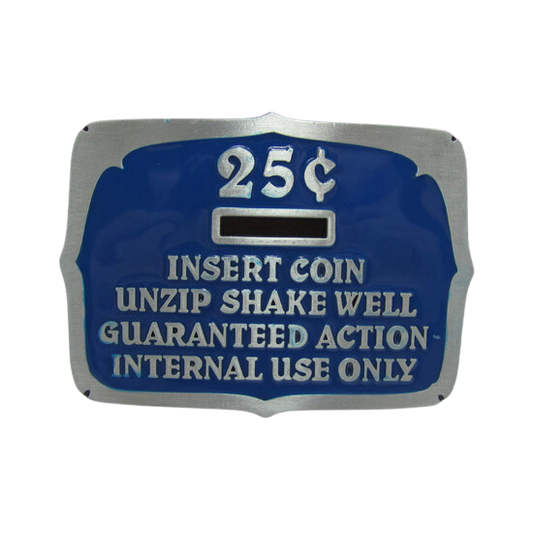 25¢
INSERT COIN
UNZIP SHAKE WELL
GUARANTEED ACTION
INTERNAL USE ONLY